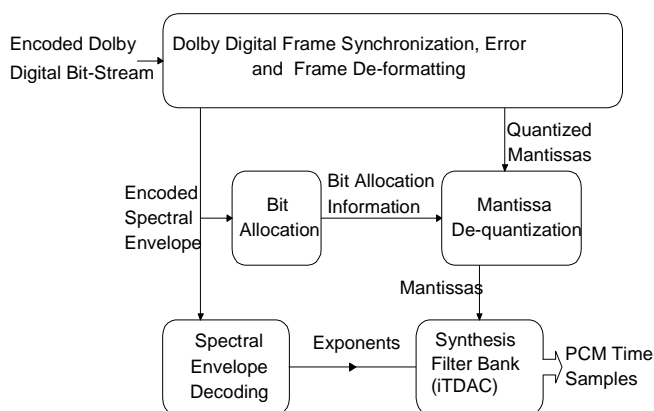 Encoded Dolby
Digital Bit-Stream
Dolby Digital Frame Synchronization, Error
and Frame De-formatting
Quantized
Mantissas
Encoded
Spectral
Envelope
Bit
Allocation
Bit Allocation
Information
Mantissa
De-quantization
Mantissas
Spectral
Envelope
Decoding
Exponents
Synthesis
Filter Bank
(iTDAC)
PCM Time
Samples